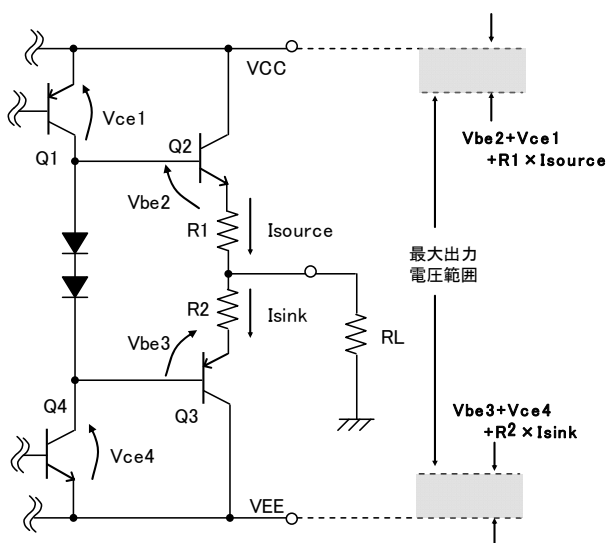 VCC
Vce1
Q1
Q2
Vbe2
R1
Isource
R2
Isink
Vbe3
RL
Q4
Q3
Vce4
VEE
Vbe2+Vce1
+R1×Isource
最大出力
電圧範囲
Vbe3+Vce4
+R2×Isink